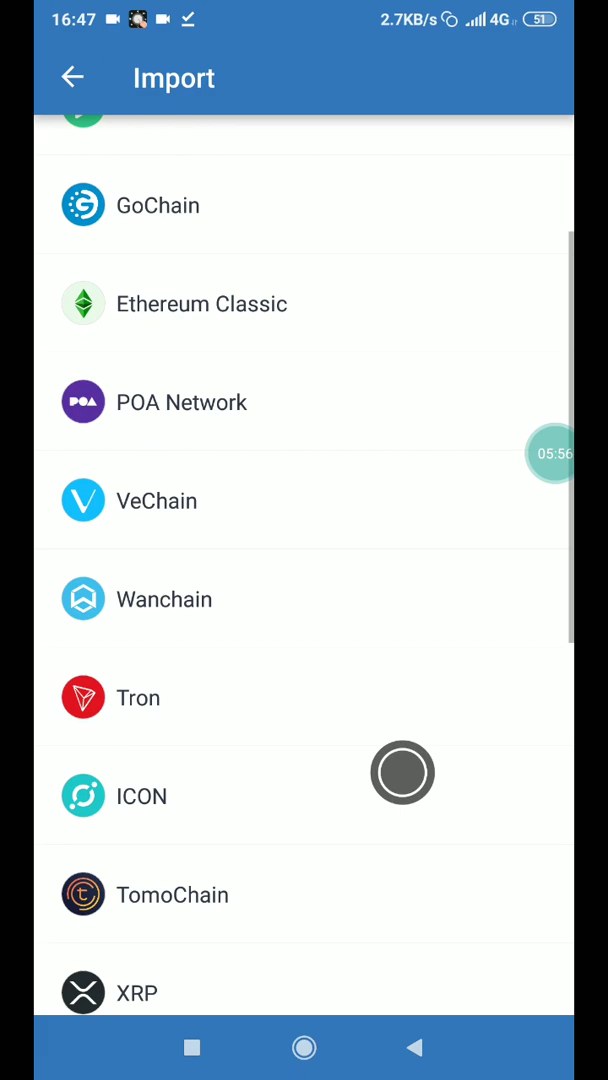 16:47 2.7KB/s 4G 51
Import
GoChain
Ethereum Classic
POA POA Network
05:56
VeChain
Wanchain
Tron
ICON
TomoChain
XRP